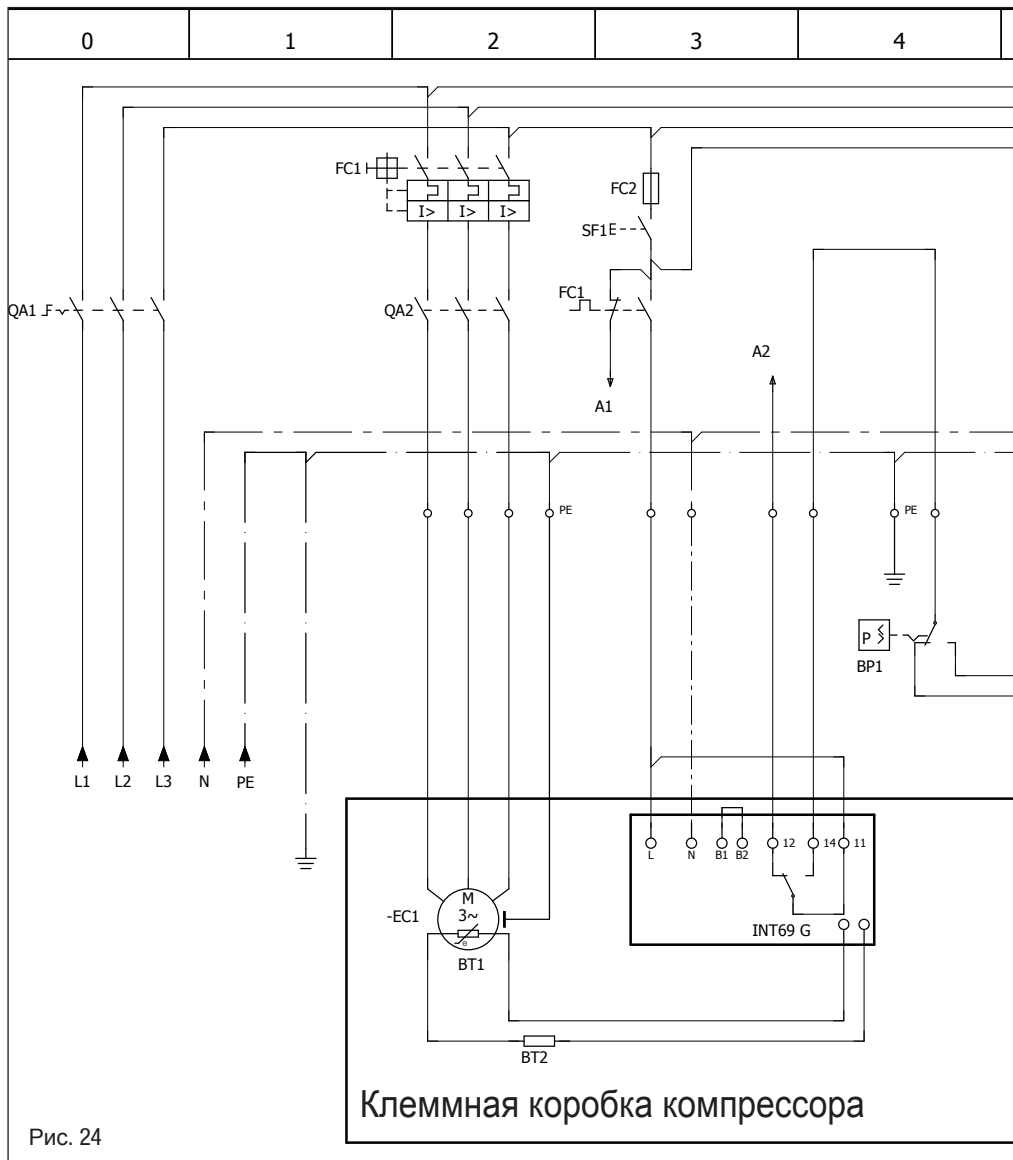 0 1 2 3 4
FC1
I> I> I>
FC2
SF1E
QA1
QA2
FC1
A2
A1
PE
PE
P
BP1
L1 L2 L3 N PE
L N B1 B2 12 14 11
-EC1
M
3~
θ
INT69 G
BT1
BT2
Клеммная коробка компрессора
Рис. 24